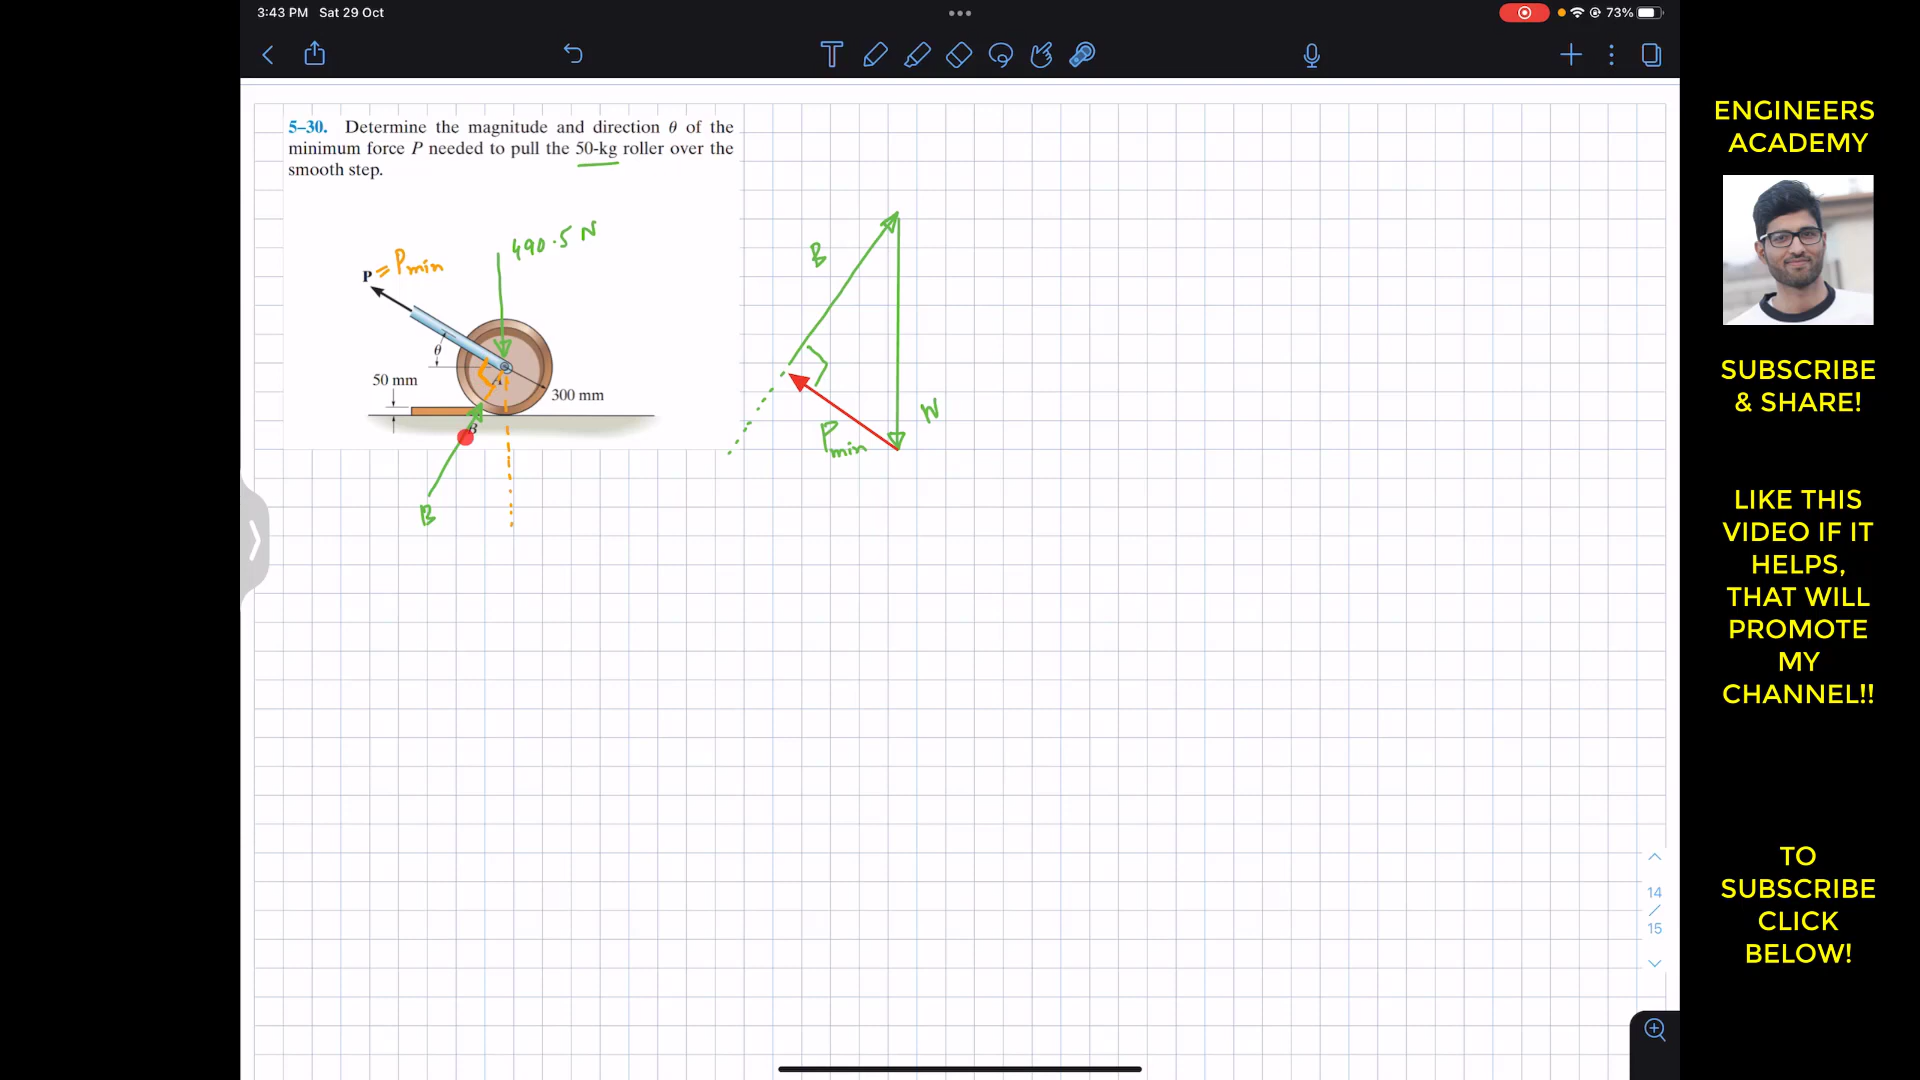 3:43 PM Sat 29 Oct
73%
5–30. Determine the magnitude and direction θ of the
minimum force P needed to pull the 50-kg roller over the
smooth step.
490.5 N
P = Pmin
θ
A
50 mm
300 mm
B
B
B
W
Pmin
14
15
ENGINEERS
ACADEMY
SUBSCRIBE
& SHARE!
LIKE THIS
VIDEO IF IT
HELPS,
THAT WILL
PROMOTE
MY
CHANNEL!!
TO
SUBSCRIBE
CLICK
BELOW!